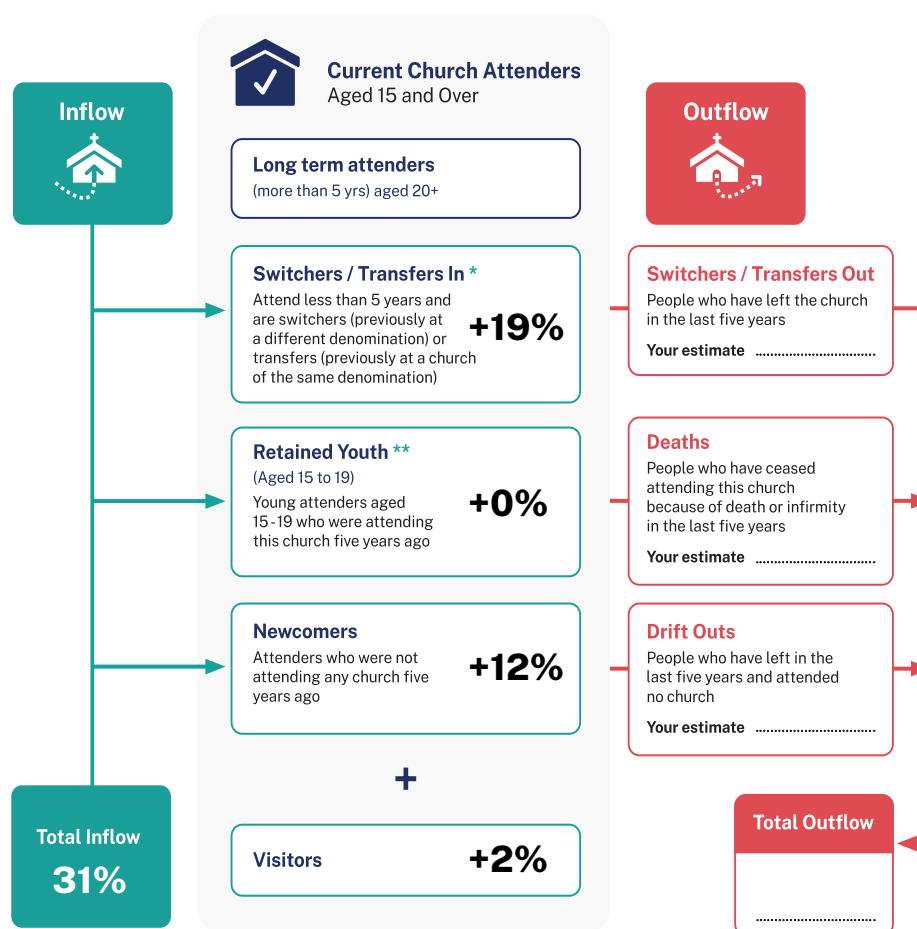 Inflow
Total Inflow
31%
Current Church Attenders
Aged 15 and Over
Long term attenders
(more than 5 yrs) aged 20+
Switchers / Transfers In *
Attend less than 5 years and
are switchers (previously at
a different denomination) or
transfers (previously at a church
of the same denomination)
+19%
Retained Youth **
(Aged 15 to 19)
Young attenders aged
15-19 who were attending
this church five years ago
+0%
Newcomers
Attenders who were not
attending any church five
years ago
+12%
+
Visitors
+2%
Outflow
Switchers / Transfers Out
People who have left the church
in the last five years
Your estimate ................................
Deaths
People who have ceased
attending this church
because of death or infirmity
in the last five years
Your estimate ................................
Drift Outs
People who have left in the
last five years and attended
no church
Your estimate ................................
Total Outflow
................................